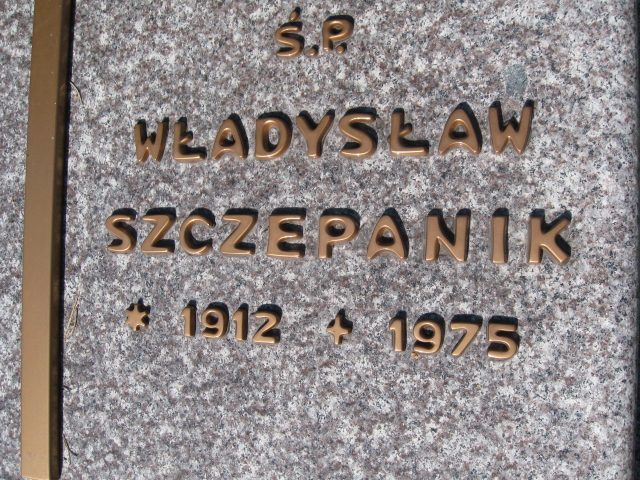 Ś.P.
WŁADYSŁAW
SZCZEPANIK
* 1912 + 1975